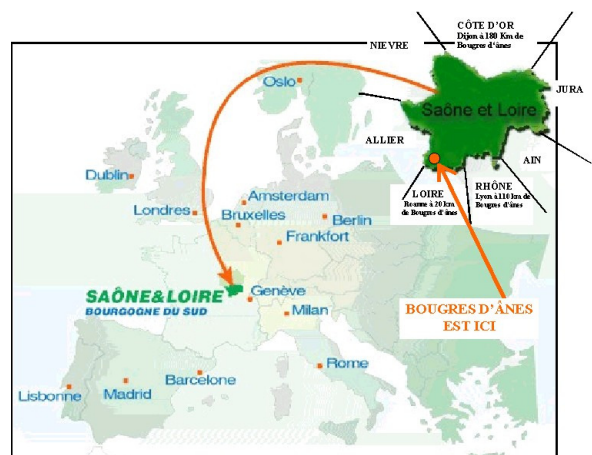 CÔTE D'OR
Dijon à 180 Km de
Bougres d'ânes
NIEVRE
JURA
Saône et Loire
ALLIER
AIN
LOIRE
Roanne à 20 km
de Bougres d'ânes
RHÔNE
Lyon à 110 km de
Bougres d'ânes
Oslo
Dublin
Londres
Amsterdam
Bruxelles
Berlin
Frankfort
SAÔNE&LOIRE
BOURGOGNE DU SUD
Genève
Milan
BOUGRES D'ÂNES
EST ICI
Rome
Barcelone
Madrid
Lisbonne